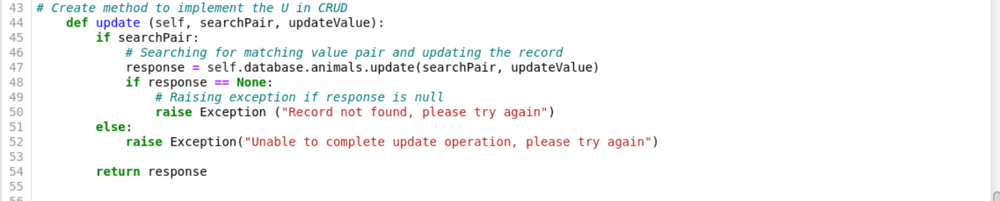 43 # Create method to implement the U in CRUD
44     def update (self, searchPair, updateValue):
45         if searchPair:
46             # Searching for matching value pair and updating the record
47             response = self.database.animals.update(searchPair, updateValue)
48             if response == None:
49                 # Raising exception if response is null
50                 raise Exception ("Record not found, please try again")
51         else:
52             raise Exception("Unable to complete update operation, please try again")
53
54         return response
55
56